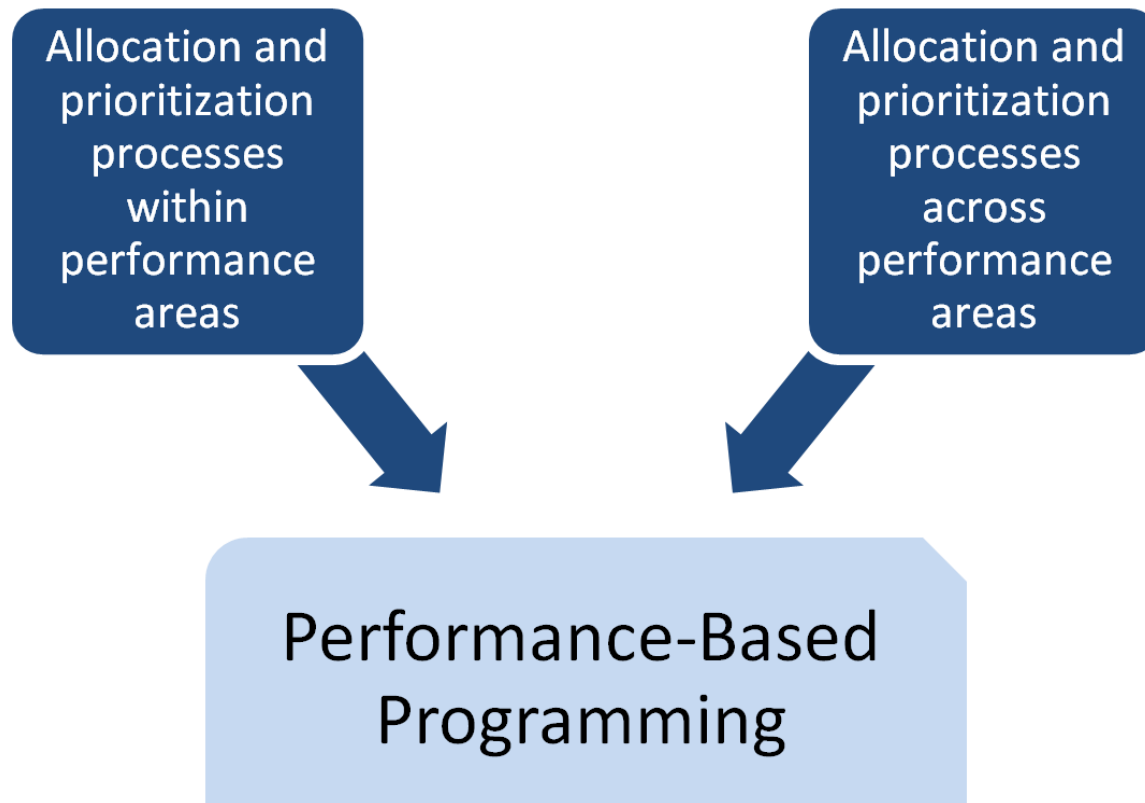 Allocation and
prioritization
processes
within
performance
areas
Allocation and
prioritization
processes
across
performance
areas
Performance-Based
Programming